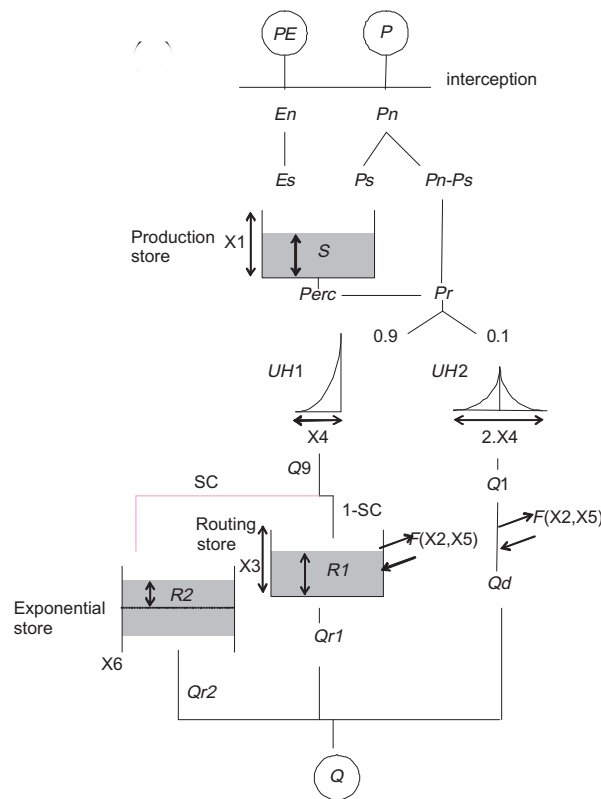 PE P
interception
En Pn
Es Ps Pn-Ps
Production
store
X1
S
Perc Pr
0.9 0.1
UH1 UH2
X4 2.X4
Q9 Q1
SC
1-SC
Routing
store
X3
R1
F(X2,X5)
F(X2,X5)
Qd
Exponential
store
R2
X6
Qr1
Qr2
Q